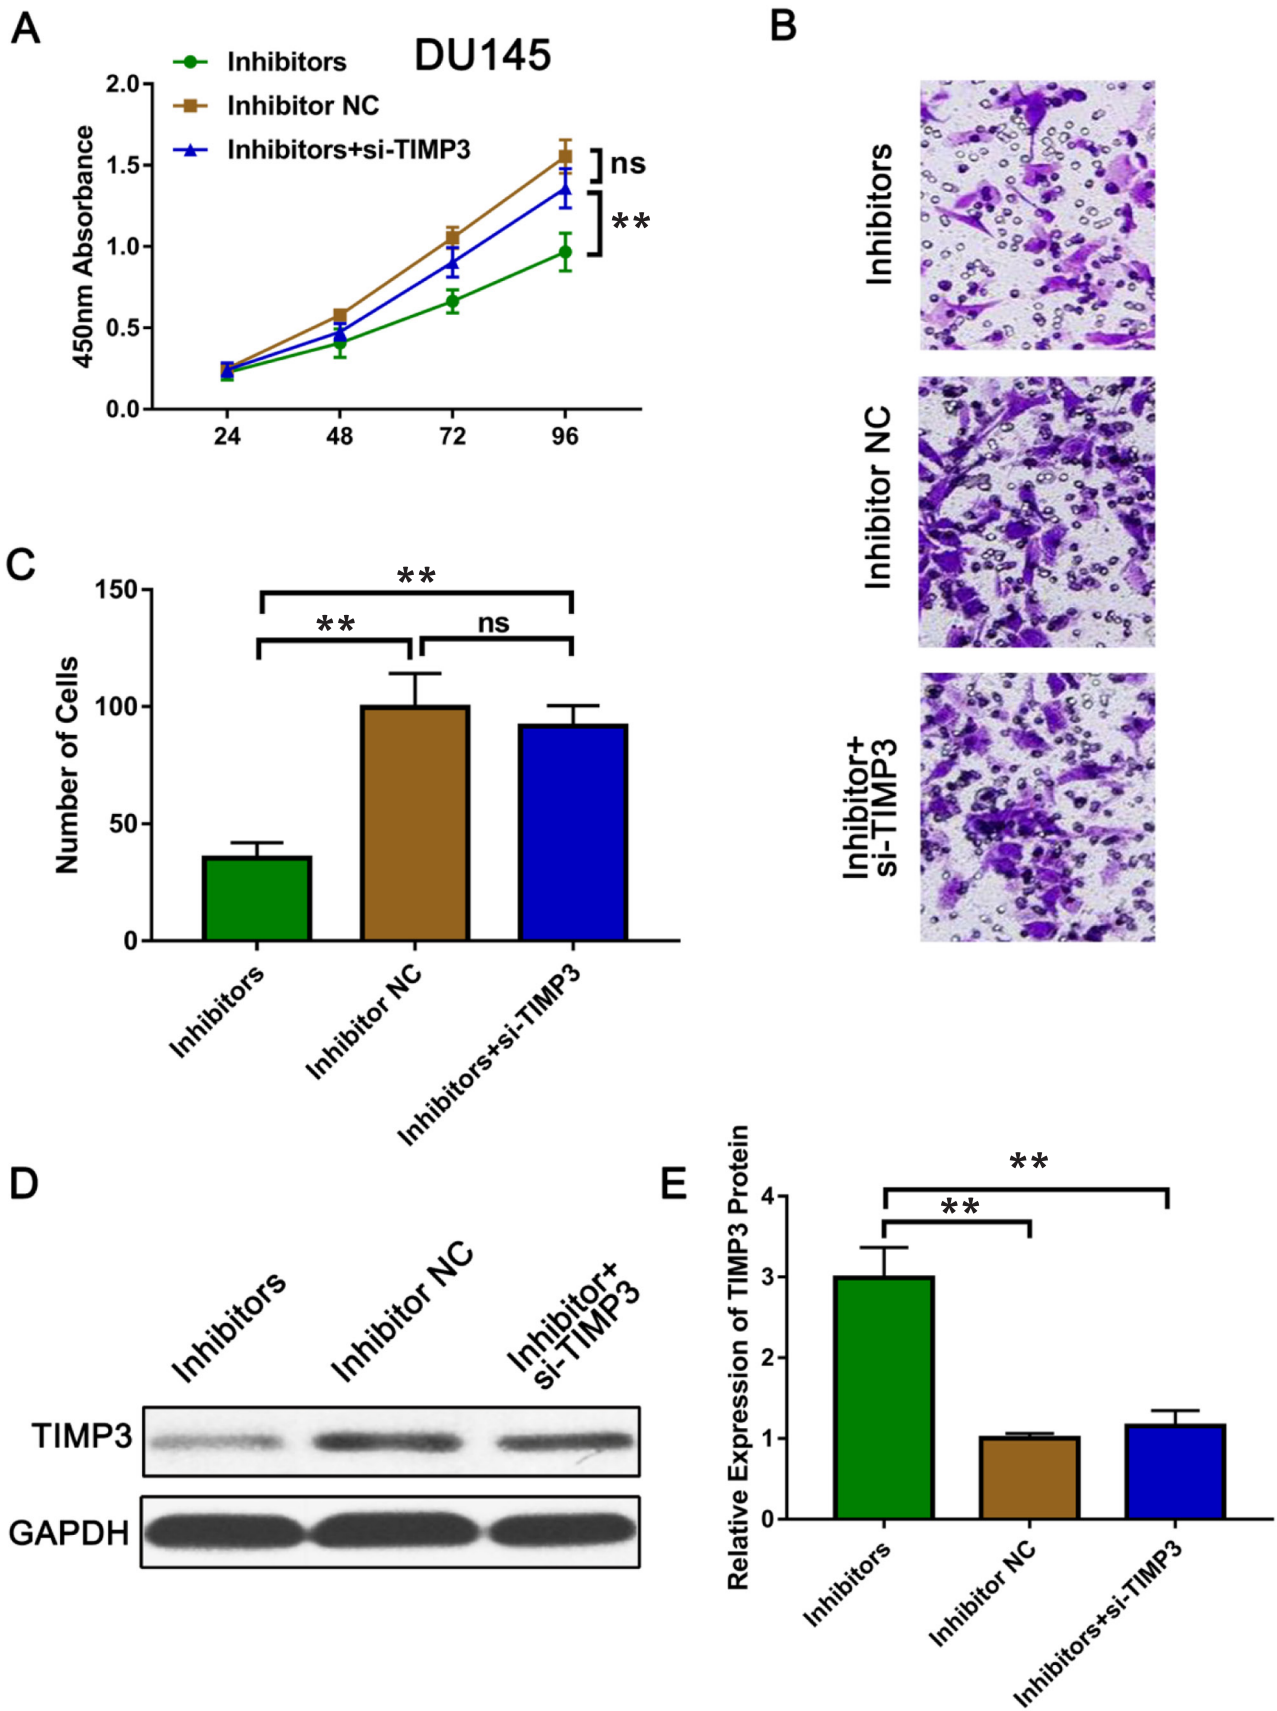 A
DU145
Inhibitors
Inhibitor NC
Inhibitors+si-TIMP3
450nm Absorbance
2.0
1.5
1.0
0.5
0.0
24 48 72 96
ns
**
B
Inhibitors
Inhibitor NC
Inhibitor+
si-TIMP3
C
Number of Cells
150
100
50
0
**
**
ns
Inhibitors
Inhibitor NC
Inhibitors+si-TIMP3
D
Inhibitors
Inhibitor NC
Inhibitor+
si-TIMP3
TIMP3
GAPDH
E
Relative Expression of TIMP3 Protein
4
3
2
1
0
**
**
Inhibitors
Inhibitor NC
Inhibitors+si-TIMP3